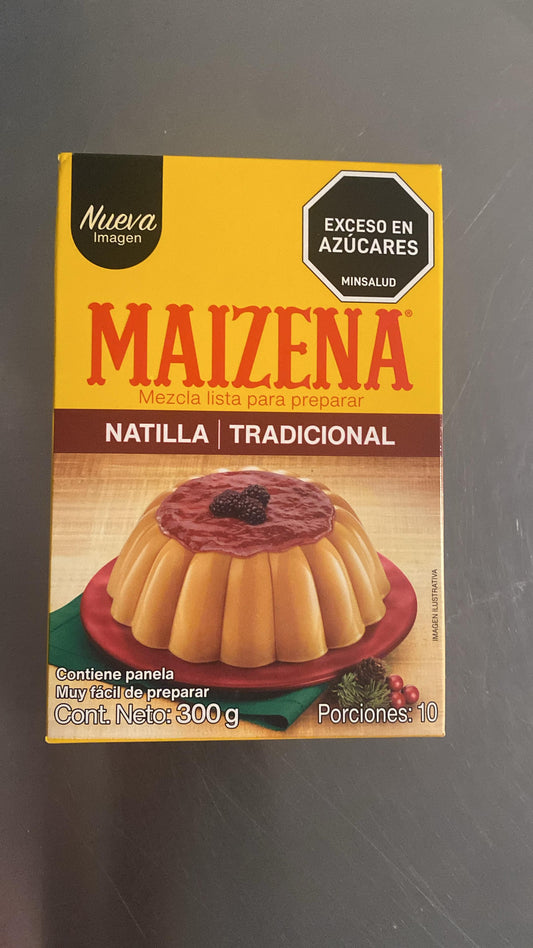 Nueva
Imagen
EXCESO EN
AZÚCARES
MINSALUD
MAIZENA®
Mezcla lista para preparar
NATILLA | TRADICIONAL
IMAGEN ILUSTRATIVA
Contiene panela
Muy fácil de preparar
Cont. Neto: 300 g
Porciones: 10